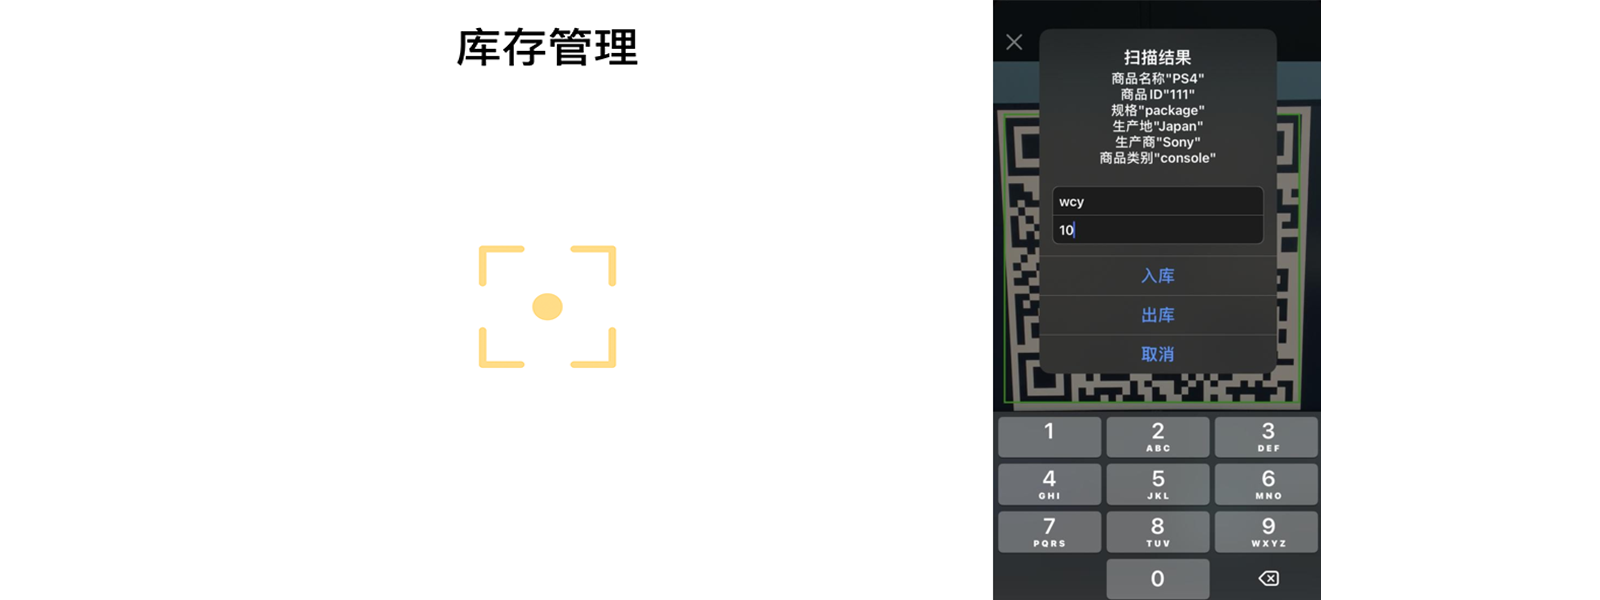 库存管理
扫描结果
商品名称"PS4"
商品ID"111"
规格"package"
生产地"Japan"
生产商"Sony"
商品类别"console"
wcy
10
入库
出库
取消
1
2
ABC
3
DEF
4
GHI
5
JKL
6
MNO
7
PQRS
8
TUV
9
WXYZ
0